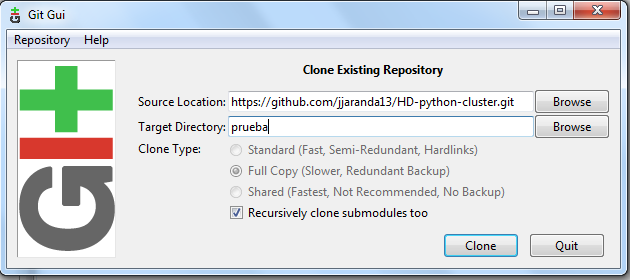 Git Gui
Repository Help
Clone Existing Repository
Source Location: https://github.com/jjaranda13/HD-python-cluster.git Browse
Target Directory: prueba Browse
Clone Type: Standard (Fast, Semi-Redundant, Hardlinks)
Full Copy (Slower, Redundant Backup)
Shared (Fastest, Not Recommended, No Backup)
Recursively clone submodules too
Clone Quit